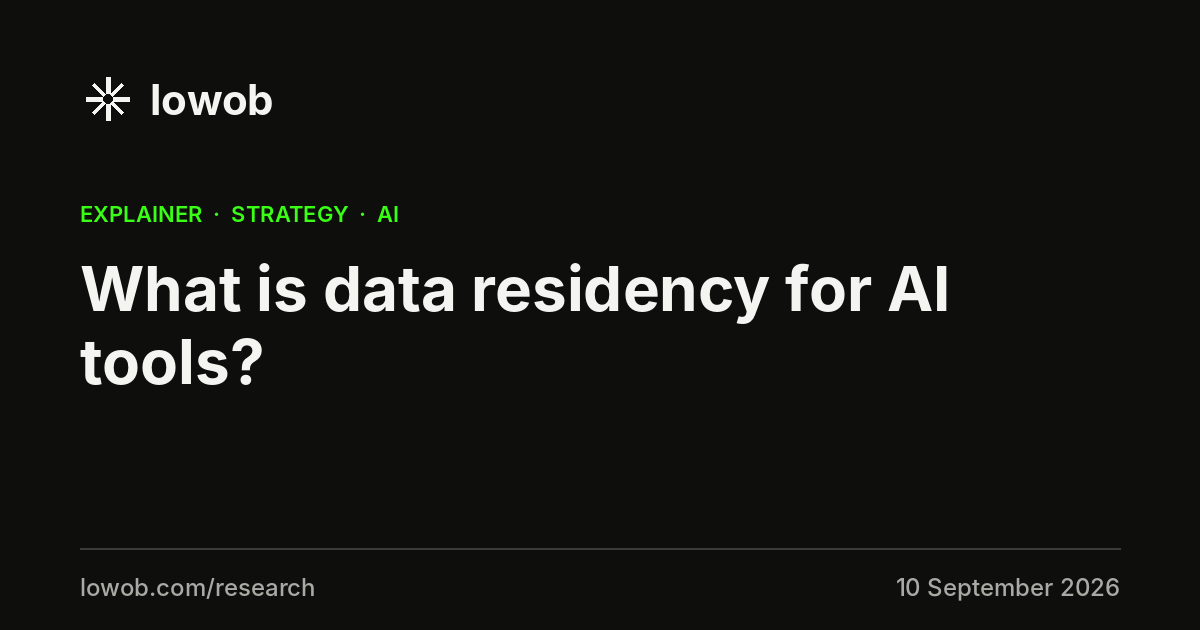 lowob
EXPLAINER · STRATEGY · AI
What is data residency for AI
tools?
lowob.com/research
10 September 2026